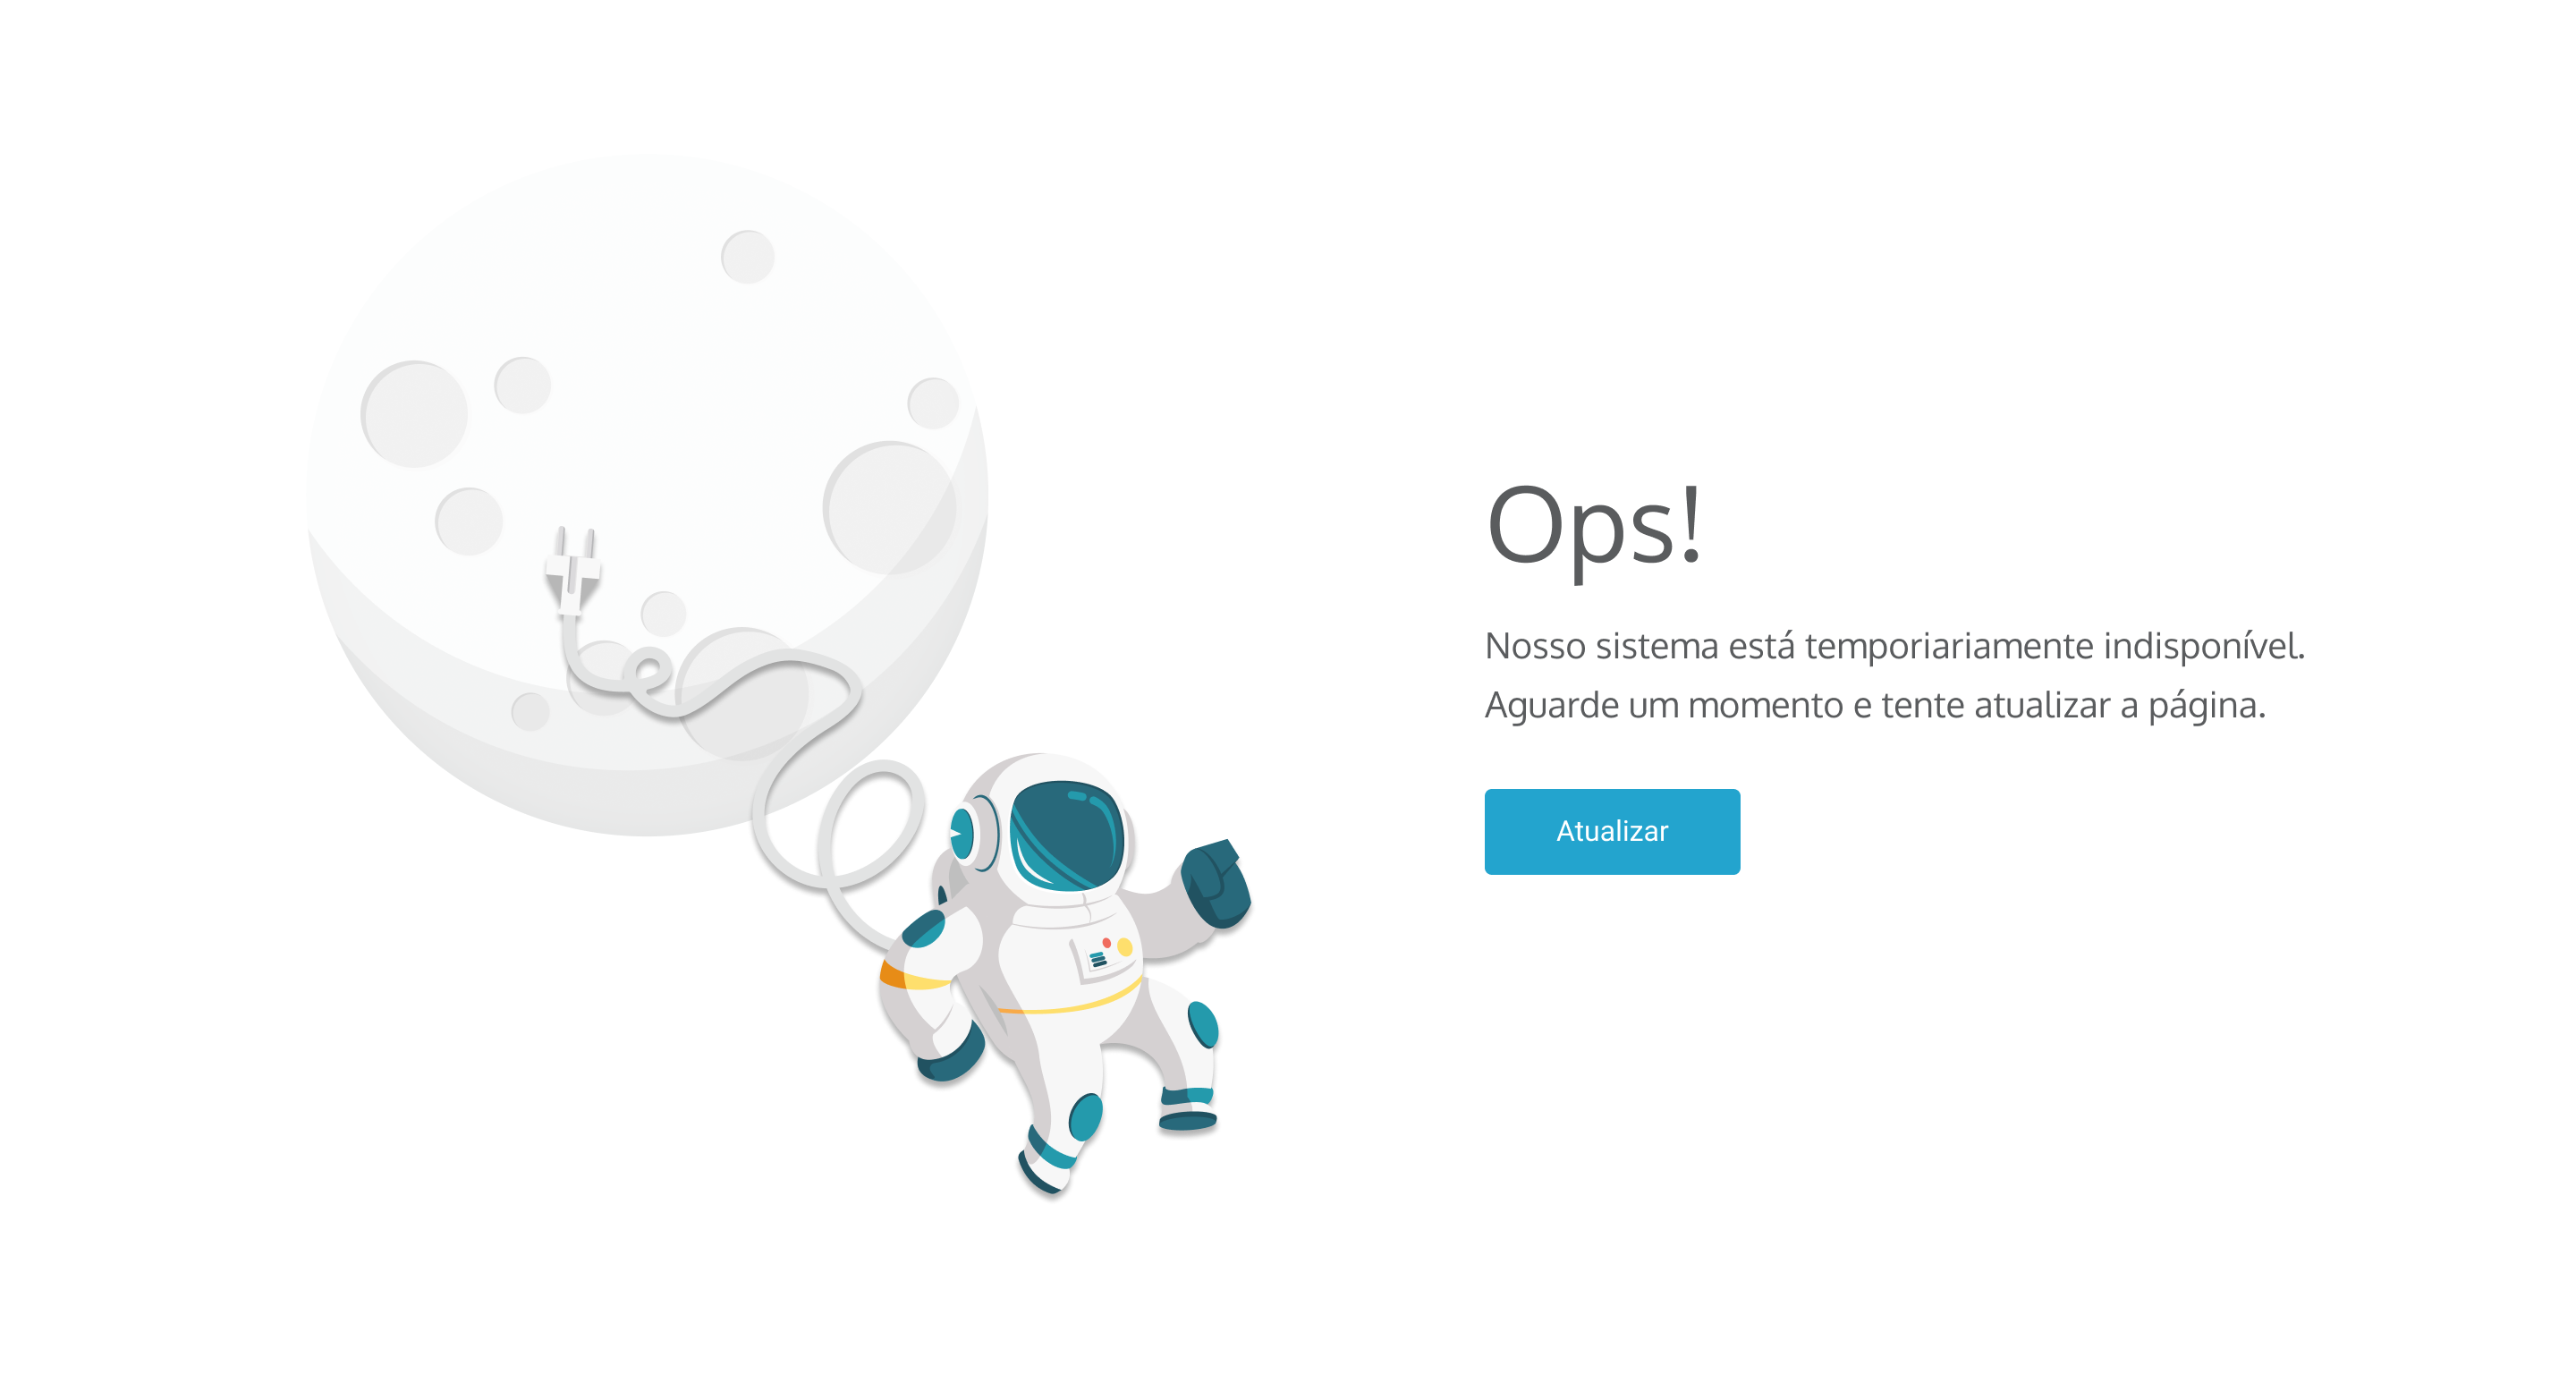 Ops!
Nosso sistema está temporiariamente indisponível.
Aguarde um momento e tente atualizar a página.
Atualizar